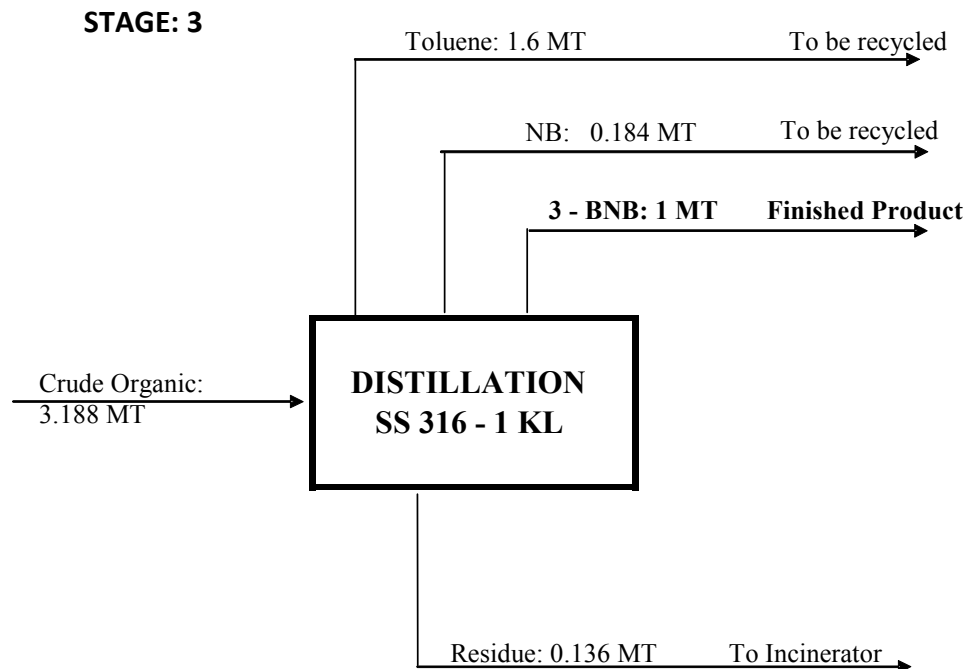 STAGE: 3
Toluene: 1.6 MT To be recycled
NB: 0.184 MT To be recycled
3 - BNB: 1 MT Finished Product
Crude Organic:
3.188 MT
DISTILLATION
SS 316 - 1 KL
Residue: 0.136 MT To Incinerator